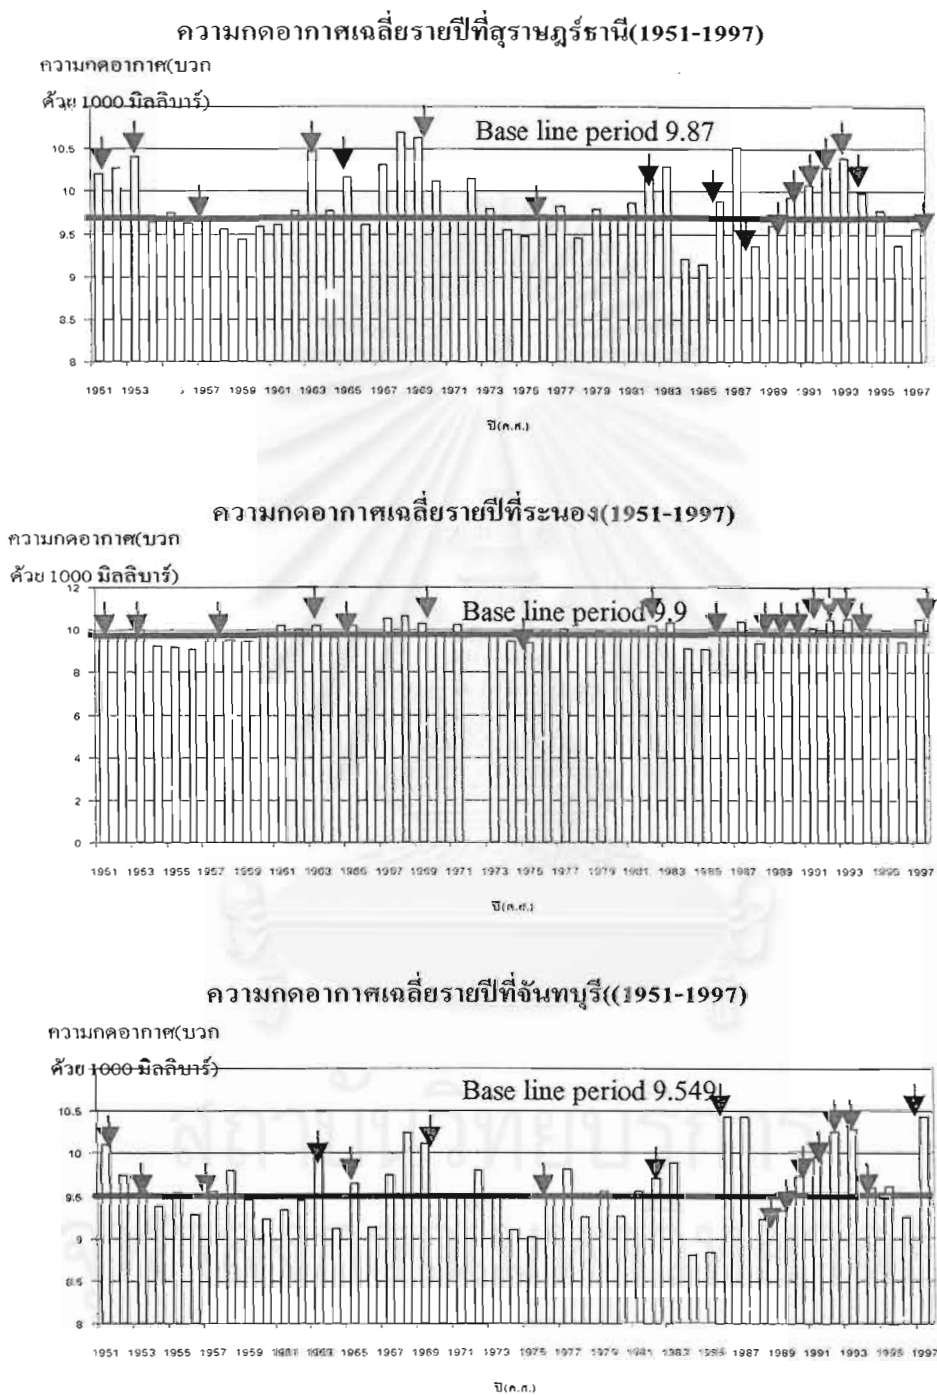 ความกดอากาศเฉลี่ยรายปีที่สุราษฎร์ธานี(1951-1997)
ความกดอากาศ(บวก
ด้วย 1000 มิลลิบาร์)
Base line period 9.87
10.5
10
9.5
9
8.5
8
1951 1953 1957 1959 1961 1963 1965 1967 1969 1971 1973 1975 1977 1979 1981 1983 1985 1987 1989 1991 1993 1995 1997
ปี(ค.ศ.)
ความกดอากาศเฉลี่ยรายปีที่ระนอง(1951-1997)
ความกดอากาศ(บวก
ด้วย 1000 มิลลิบาร์)
12
Base line period 9.9
10
8
6
4
2
0
1951 1953 1955 1957 1959 1961 1963 1965 1967 1969 1971 1973 1975 1977 1979 1981 1983 1985 1987 1989 1991 1993 1995 1997
ปี(ค.ศ.)
ความกดอากาศเฉลี่ยรายปีที่จันทบุรี((1951-1997)
ความกดอากาศ(บวก
ด้วย 1000 มิลลิบาร์)
Base line period 9.549
10.5
10
9.5
9
8.5
8
1951 1953 1955 1957 1959 1961 1963 1965 1967 1969 1971 1973 1975 1977 1979 1981 1983 1985 1987 1989 1991 1993 1995 1997
ปี(ค.ศ.)
สถาบันวิทยบริการ